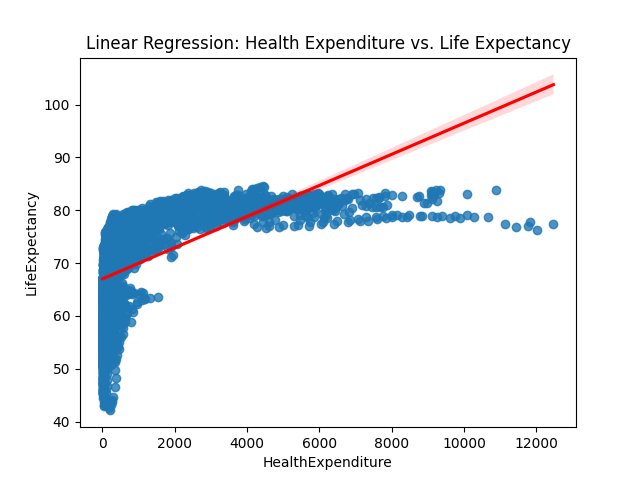 Linear Regression: Health Expenditure vs. Life Expectancy
100
90
80
70
60
50
40
LifeExpectancy
0 2000 4000 6000 8000 10000 12000
HealthExpenditure